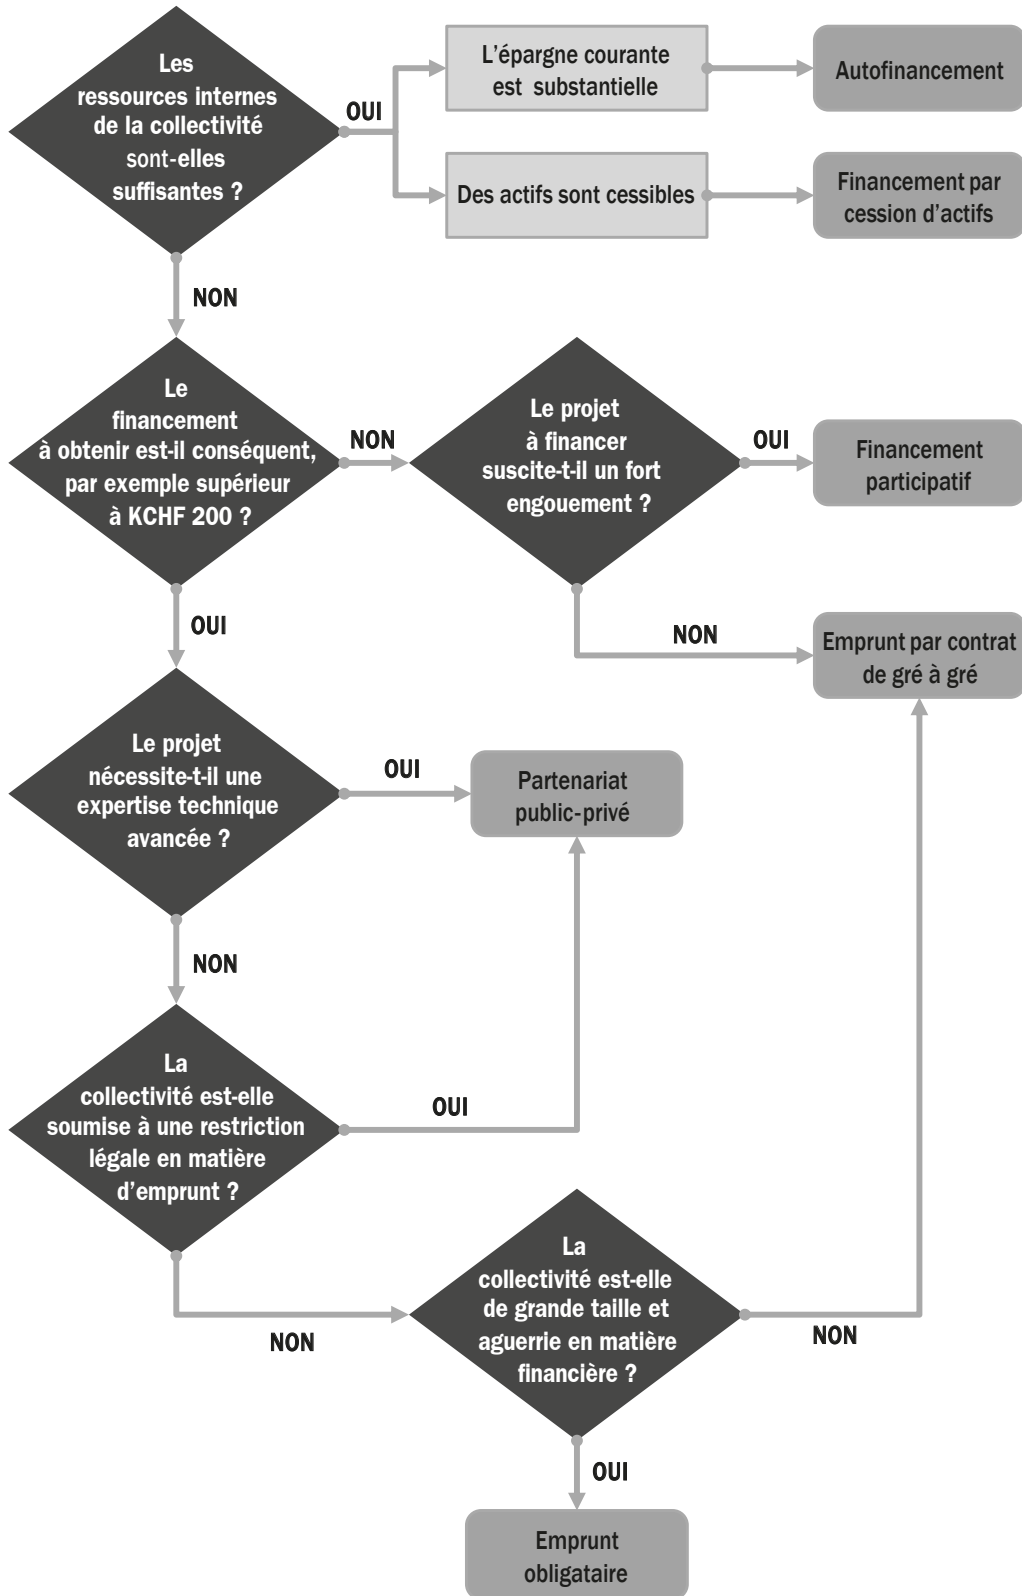 Les
ressources internes
de la collectivité
sont-elles
suffisantes ?
OUI
L'épargne courante
est substantielle
Autofinancement
Des actifs sont cessibles
Financement par
cession d'actifs
NON
Le
financement
à obtenir est-il conséquent,
par exemple supérieur
à KCHF 200 ?
NON
Le projet
à financer
suscite-t-il un fort
engouement ?
OUI
Financement
participatif
OUI
NON
Emprunt par contrat
de gré à gré
Le projet
nécessite-t-il une
expertise technique
avancée ?
OUI
Partenariat
public-privé
NON
La
collectivité est-elle
soumise à une restriction
légale en matière
d'emprunt ?
OUI
NON
La
collectivité est-elle
de grande taille et
aguerrie en matière
financière ?
NON
OUI
Emprunt
obligataire